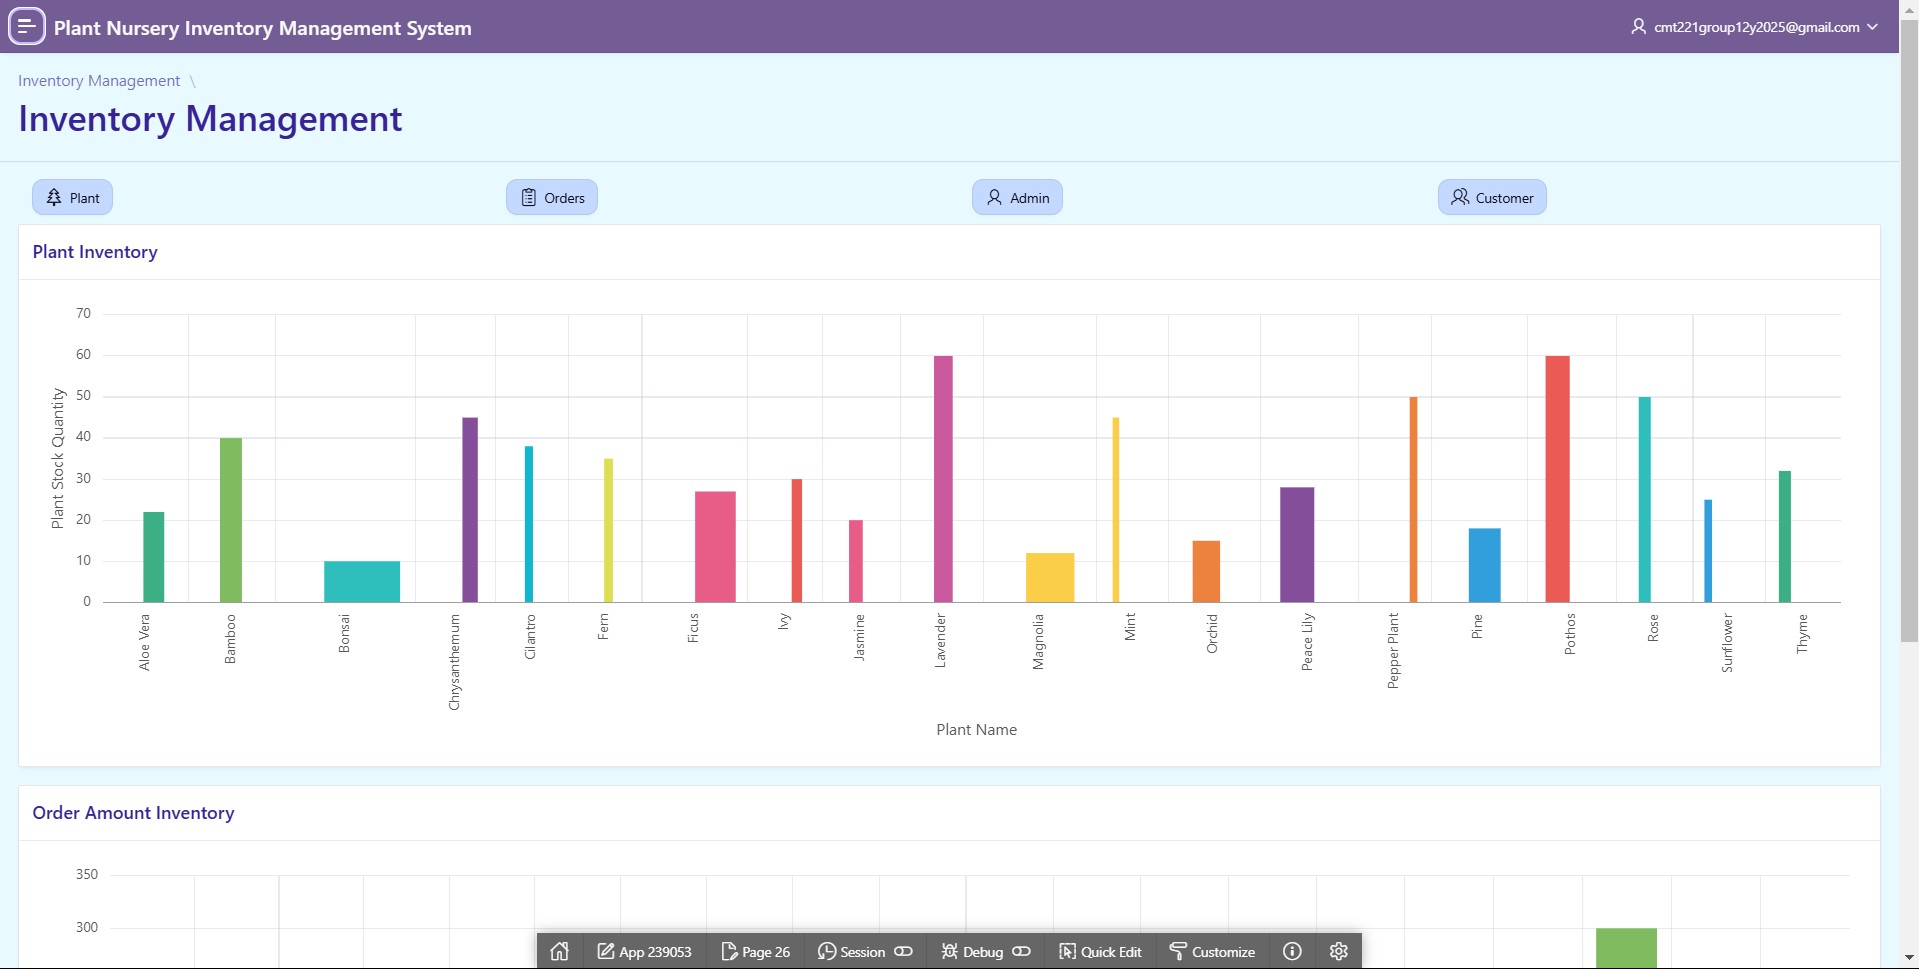 Plant Nursery Inventory Management System
cmt221group12y2025@gmail.com
Inventory Management \
Inventory Management
Plant
Orders
Admin
Customer
Plant Inventory
70
60
50
40
30
20
10
0
Plant Stock Quantity
Aloe Vera
Bamboo
Bonsai
Chrysanthemum
Cilantro
Fern
Ficus
Ivy
Jasmine
Lavender
Magnolia
Mint
Orchid
Peace Lily
Pepper Plant
Pine
Pothos
Rose
Sunflower
Thyme
Plant Name
Order Amount Inventory
350
300
App 239053
Page 26
Session
Debug
Quick Edit
Customize